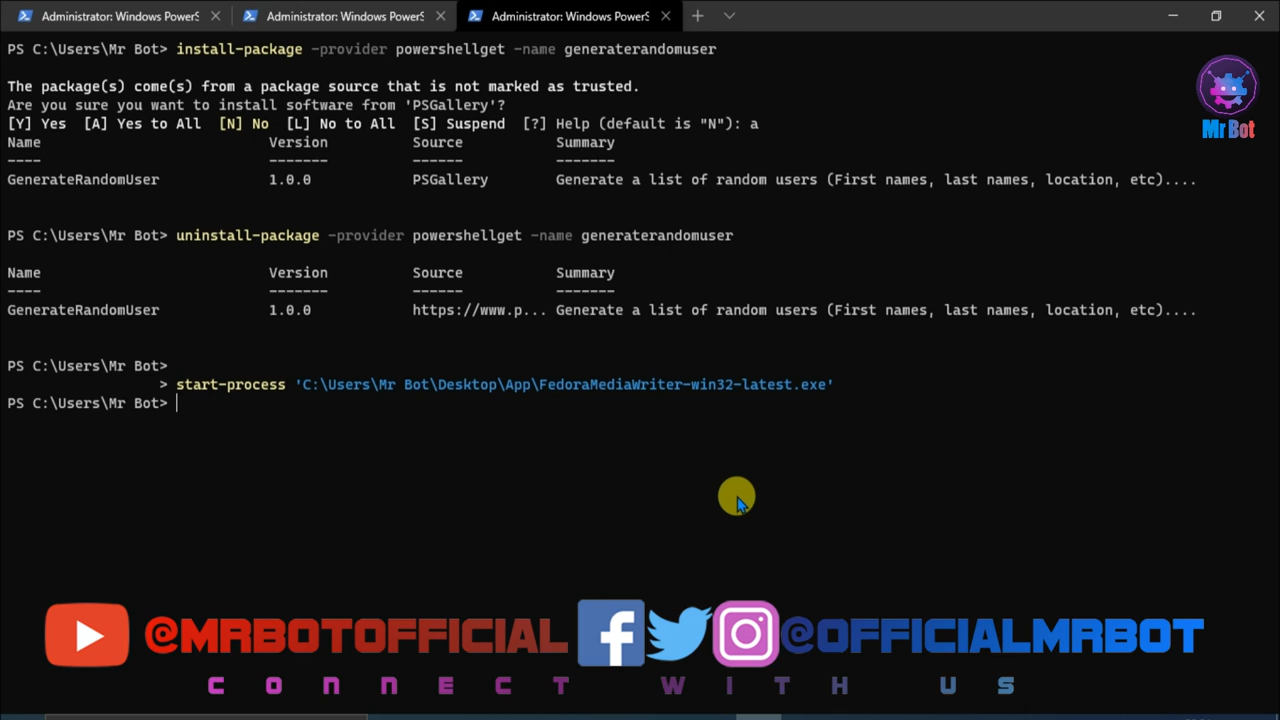 Administrator: Windows PowerS Administrator: Windows PowerS Administrator: Windows PowerS
PS C:\Users\Mr Bot> install-package -provider powershellget -name generaterandomuser
The package(s) come(s) from a package source that is not marked as trusted.
Are you sure you want to install software from 'PSGallery'?
[Y] Yes [A] Yes to All [N] No [L] No to All [S] Suspend [?] Help (default is "N"): a
Name Version Source Summary
---- ------- ------ -------
GenerateRandomUser 1.0.0 PSGallery Generate a list of random users (First names, last names, location, etc)....
PS C:\Users\Mr Bot> uninstall-package -provider powershellget -name generaterandomuser
Name Version Source Summary
---- ------- ------ -------
GenerateRandomUser 1.0.0 https://www.p... Generate a list of random users (First names, last names, location, etc)....
PS C:\Users\Mr Bot>
> start-process 'C:\Users\Mr Bot\Desktop\App\FedoraMediaWriter-win32-latest.exe'
PS C:\Users\Mr Bot>
Mr Bot
@MRBOTOFFICIAL @OFFICIALMRBOT
CONNECT WITH US